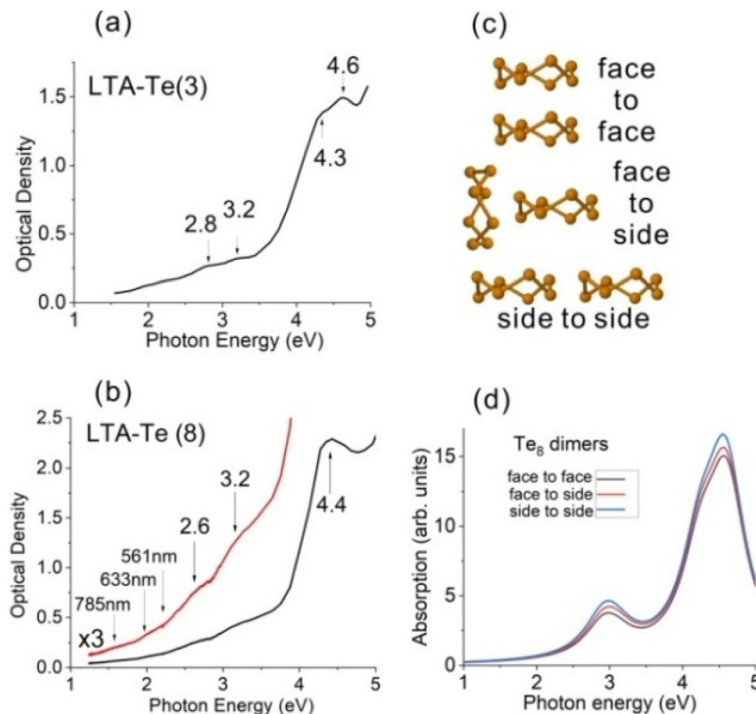 (a)
LTA-Te(3)
4.6
4.3
3.2
2.8
1.5
1.0
0.5
0.0
Optical Density
1 2 3 4 5
Photon Energy (eV)
(c)
face
to
face
face
to
side
side to side
(b)
LTA-Te (8)
2.5
2.0
1.5
1.0
0.5
0.0
Optical Density
3.2
2.6
561nm
633nm
785nm
x3
4.4
1 2 3 4 5
Photon Energy (eV)
(d)
Te8 dimers
face to face
face to side
side to side
15
10
5
0
Absorption (arb. units)
1 2 3 4 5
Photon energy (eV)